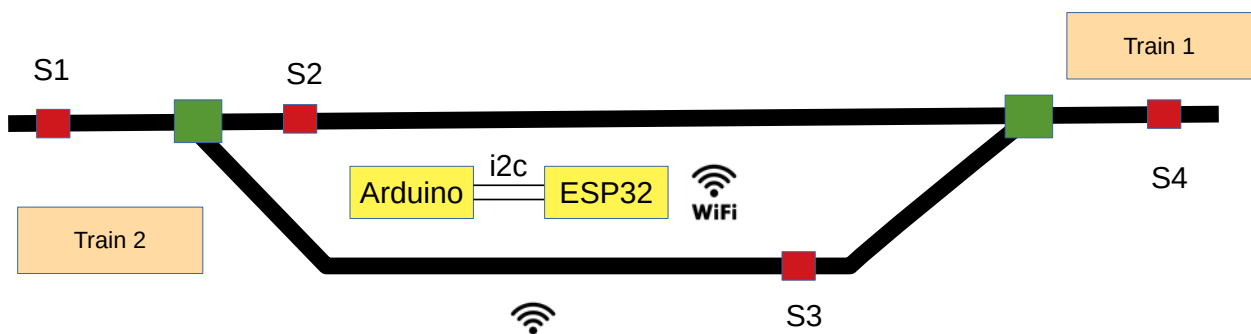 Train 1
S1
S2
i2c
Arduino
ESP32
WiFi
S4
Train 2
S3